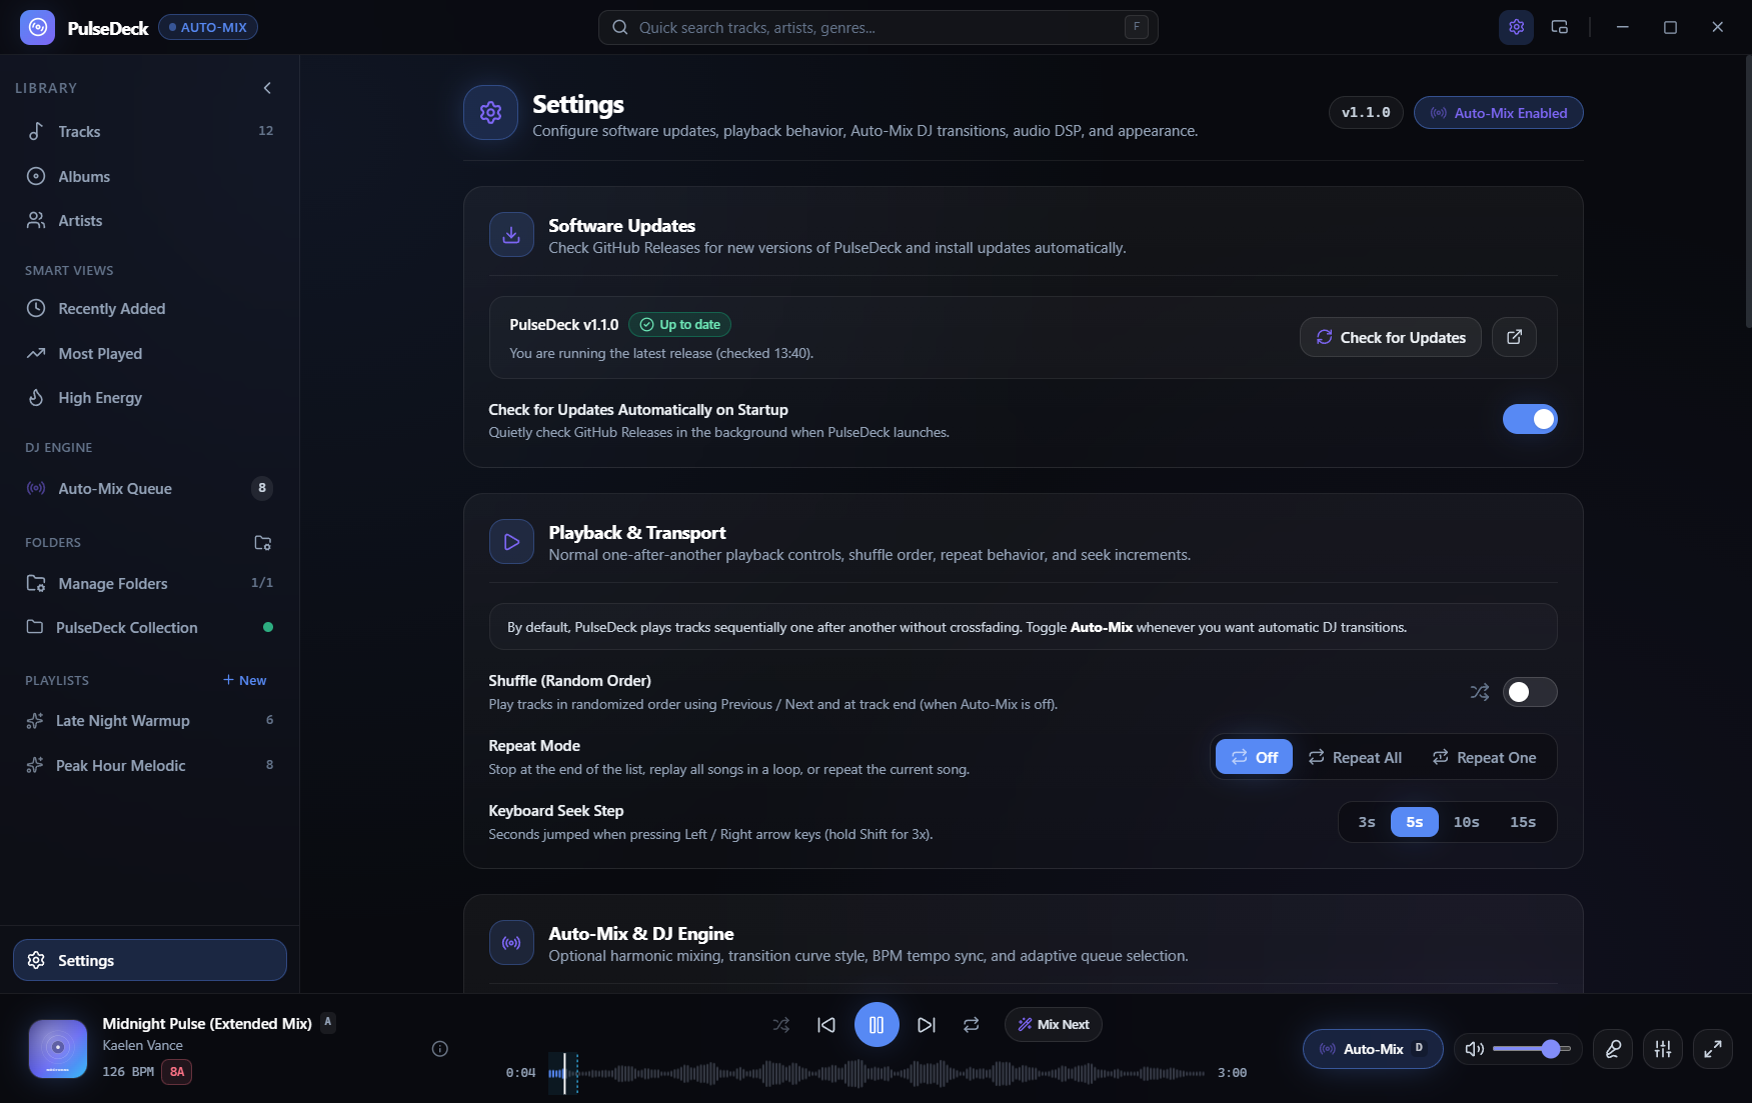 PulseDeck
AUTO-MIX
Quick search tracks, artists, genres...
F
LIBRARY
Tracks
12
Albums
Artists
SMART VIEWS
Recently Added
Most Played
High Energy
DJ ENGINE
Auto-Mix Queue
8
FOLDERS
Manage Folders
1/1
PulseDeck Collection
PLAYLISTS
+ New
Late Night Warmup
6
Peak Hour Melodic
8
Settings
Settings
Configure software updates, playback behavior, Auto-Mix DJ transitions, audio DSP, and appearance.
v1.1.0
Auto-Mix Enabled
Software Updates
Check GitHub Releases for new versions of PulseDeck and install updates automatically.
PulseDeck v1.1.0
Up to date
You are running the latest release (checked 13:40).
Check for Updates
Check for Updates Automatically on Startup
Quietly check GitHub Releases in the background when PulseDeck launches.
Playback & Transport
Normal one-after-another playback controls, shuffle order, repeat behavior, and seek increments.
By default, PulseDeck plays tracks sequentially one after another without crossfading. Toggle Auto-Mix whenever you want automatic DJ transitions.
Shuffle (Random Order)
Play tracks in randomized order using Previous / Next and at track end (when Auto-Mix is off).
Repeat Mode
Stop at the end of the list, replay all songs in a loop, or repeat the current song.
Off
Repeat All
Repeat One
Keyboard Seek Step
Seconds jumped when pressing Left / Right arrow keys (hold Shift for 3x).
3s
5s
10s
15s
Auto-Mix & DJ Engine
Optional harmonic mixing, transition curve style, BPM tempo sync, and adaptive queue selection.
Midnight Pulse (Extended Mix)
A
Kaelen Vance
126 BPM
8A
Mix Next
0:04
3:00
Auto-Mix
D